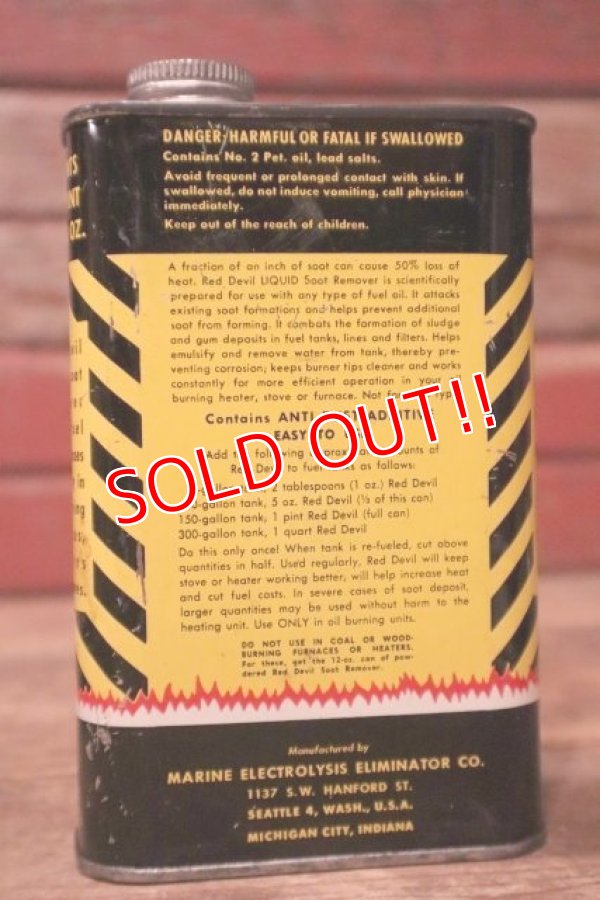 DANGER: HARMFUL OR FATAL IF SWALLOWED
Contains No. 2 Pet. oil, lead salts.
Avoid frequent or prolonged contact with skin. If
swallowed, do not induce vomiting, call physician
immediately.
Keep out of the reach of children.
OZ.
A fraction of an inch of soot can cause 50% loss of
heat. Red Devil LIQUID Soot Remover is scientifically
prepared for use with any type of fuel oil. It attacks
existing soot formations and helps prevent additional
soot from forming. It combats the formation of sludge
and gum deposits in fuel tanks, lines and filters. Helps
emulsify and remove water from tank, thereby pre-
venting corrosion; keeps burner tips cleaner and works
constantly for more efficient operation in your oil
burning heater, stove or furnace. Not for
Contains ANTI
EASY TO
SOLD OUT!!
Add the following amounts of
Red Devil to fuel as follows:
tablespoons (1 oz.) Red Devil
-gallon tank, 5 oz. Red Devil (⅓ of this can)
150-gallon tank, 1 pint Red Devil (full can)
300-gallon tank, 1 quart Red Devil
Do this only once! When tank is re-fueled, cut above
quantities in half. Used regularly, Red Devil will keep
stove or heater working better, will help increase heat
and cut fuel costs. In severe cases of soot deposit,
larger quantities may be used without harm to the
heating unit. Use ONLY in oil burning units.
DO NOT USE IN COAL OR WOOD-
BURNING FURNACES OR HEATERS.
For these, get the 12-oz. can of pow-
dered Red Devil Soot Remover.
Manufactured by
MARINE ELECTROLYSIS ELIMINATOR CO.
1137 S.W. HANFORD ST.
SEATTLE 4, WASH., U.S.A.
MICHIGAN CITY, INDIANA